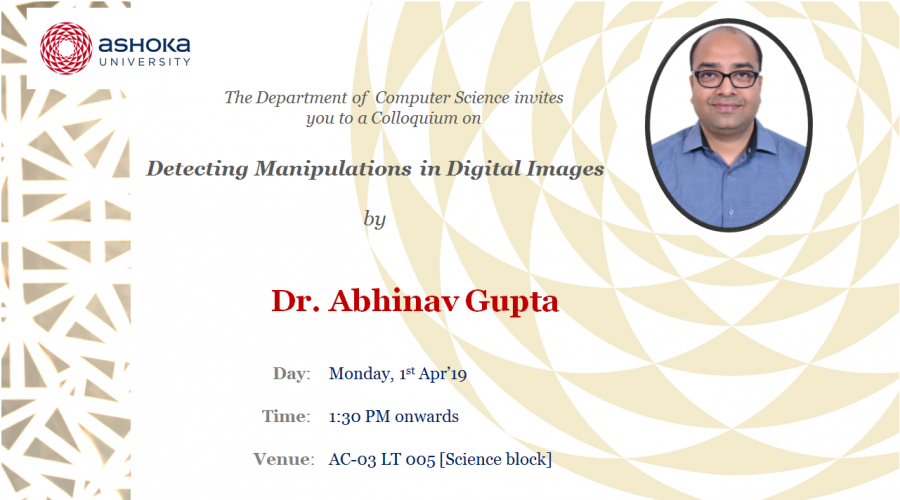 ASHOKA
UNIVERSITY
The Department of Computer Science invites
you to a Colloquium on
Detecting Manipulations in Digital Images
by
Dr. Abhinav Gupta
Day: Monday, 1st Apr'19
Time: 1:30 PM onwards
Venue: AC-03 LT 005 [Science block]